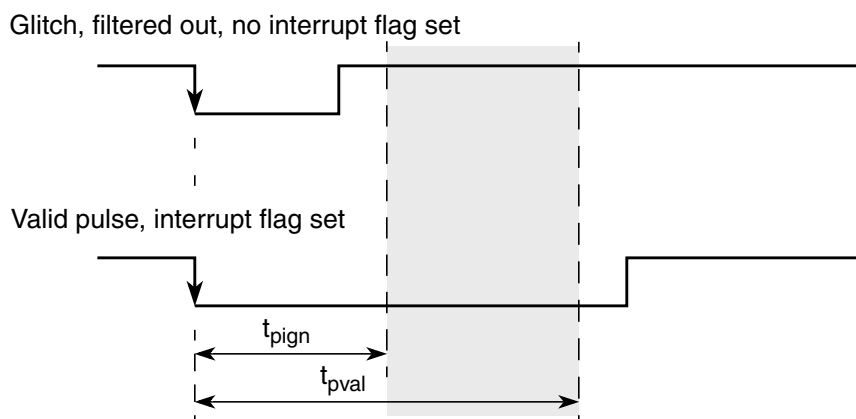 Glitch, filtered out, no interrupt flag set
Valid pulse, interrupt flag set
tpign
tpval